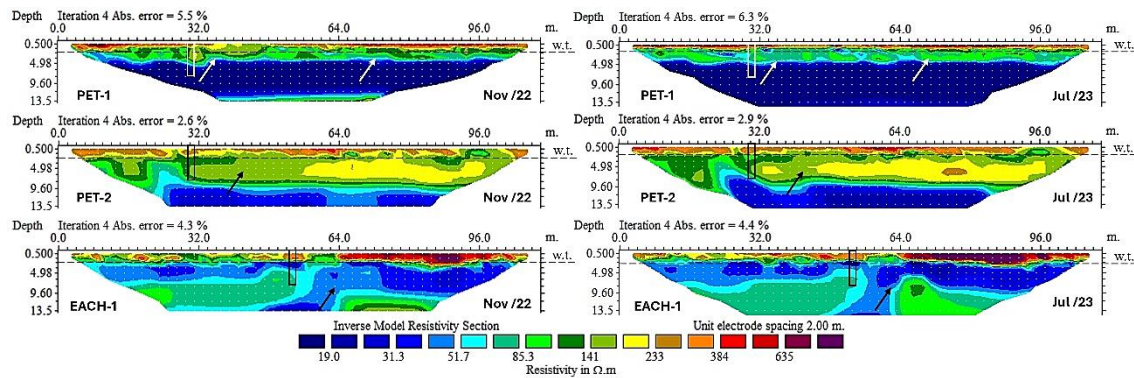 Depth Iteration 4 Abs. error = 5.5 %
0.0 32.0 64.0 96.0 m.
0.500
4.98
9.60
13.5
w.t.
PET-1 Nov /22
Depth Iteration 4 Abs. error = 6.3 %
0.0 32.0 64.0 96.0 m.
0.500
4.98
9.60
13.5
w.t.
PET-1 Jul /23
Depth Iteration 4 Abs. error = 2.6 %
0.0 32.0 64.0 96.0 m.
0.500
4.98
9.60
13.5
w.t.
PET-2 Nov /22
Depth Iteration 4 Abs. error = 2.9 %
0.0 32.0 64.0 96.0 m.
0.500
4.98
9.60
13.5
w.t.
PET-2 Jul /23
Depth Iteration 4 Abs. error = 4.3 %
0.0 32.0 64.0 96.0 m.
0.500
4.98
9.60
13.5
w.t.
EACH-1 Nov /22
Depth Iteration 4 Abs. error = 4.4 %
0.0 32.0 64.0 96.0 m.
0.500
4.98
9.60
13.5
w.t.
EACH-1 Jul /23
Inverse Model Resistivity Section Unit electrode spacing 2.00 m.
19.0 31.3 51.7 85.3 141 233 384 635
Resistivity in Ω.m